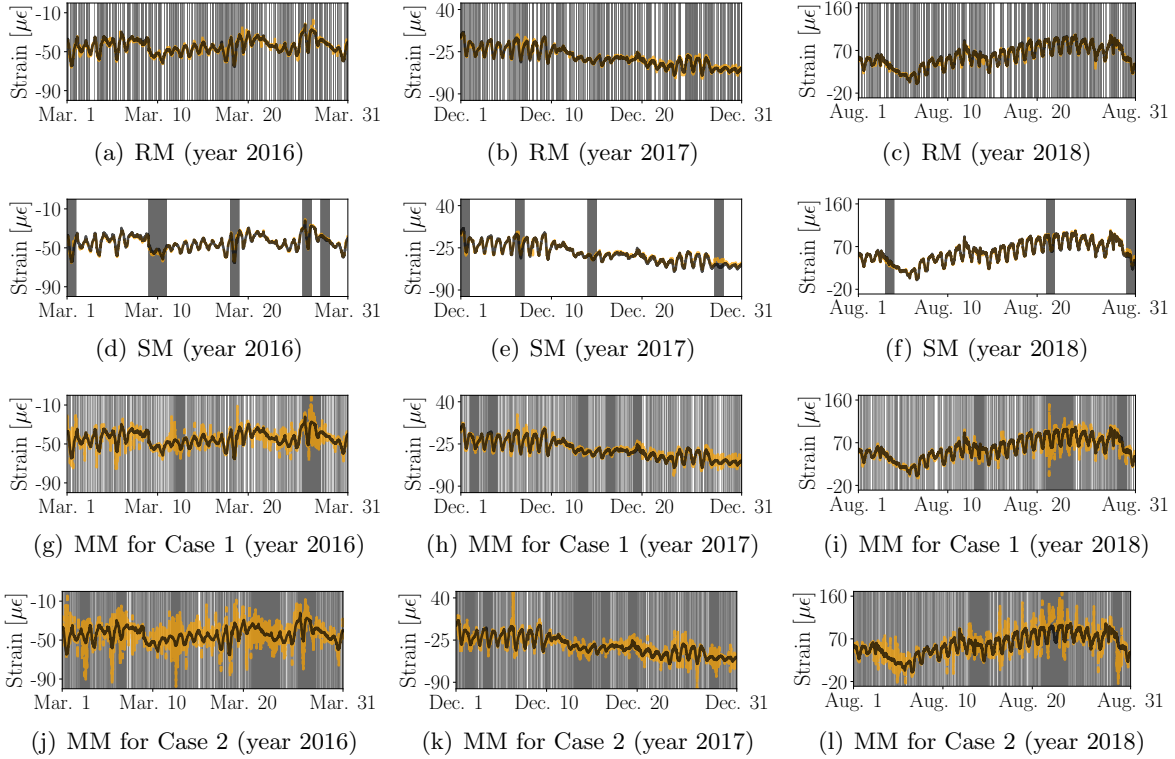 Strain [με] -10 -50 -90 Mar. 1 Mar. 10 Mar. 20 Mar. 31
Strain [με] 40 -25 -90 Dec. 1 Dec. 10 Dec. 20 Dec. 31
Strain [με] 160 70 -20 Aug. 1 Aug. 10 Aug. 20 Aug. 31
(a) RM (year 2016)
(b) RM (year 2017)
(c) RM (year 2018)
Strain [με] -10 -50 -90 Mar. 1 Mar. 10 Mar. 20 Mar. 31
Strain [με] 40 -25 -90 Dec. 1 Dec. 10 Dec. 20 Dec. 31
Strain [με] 160 70 -20 Aug. 1 Aug. 10 Aug. 20 Aug. 31
(d) SM (year 2016)
(e) SM (year 2017)
(f) SM (year 2018)
Strain [με] -10 -50 -90 Mar. 1 Mar. 10 Mar. 20 Mar. 31
Strain [με] 40 -25 -90 Dec. 1 Dec. 10 Dec. 20 Dec. 31
Strain [με] 160 70 -20 Aug. 1 Aug. 10 Aug. 20 Aug. 31
(g) MM for Case 1 (year 2016)
(h) MM for Case 1 (year 2017)
(i) MM for Case 1 (year 2018)
Strain [με] -10 -50 -90 Mar. 1 Mar. 10 Mar. 20 Mar. 31
Strain [με] 40 -25 -90 Dec. 1 Dec. 10 Dec. 20 Dec. 31
Strain [με] 160 70 -20 Aug. 1 Aug. 10 Aug. 20 Aug. 31
(j) MM for Case 2 (year 2016)
(k) MM for Case 2 (year 2017)
(l) MM for Case 2 (year 2018)